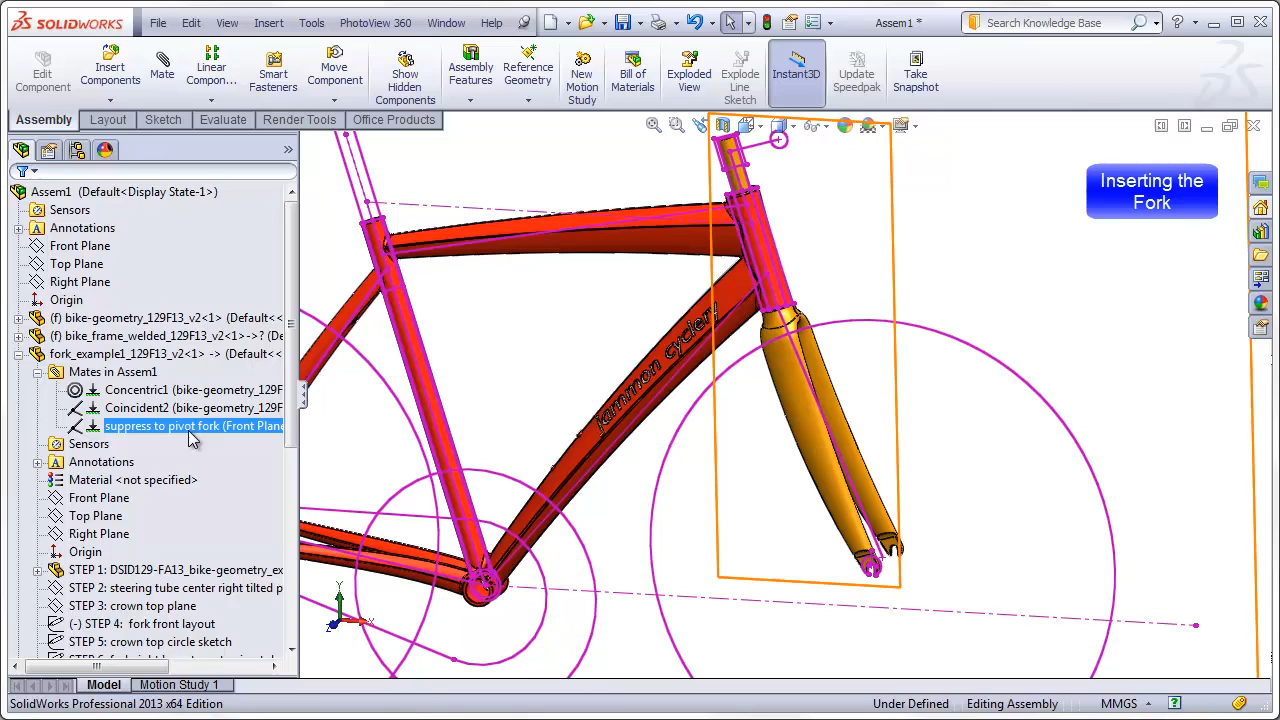 SOLIDWORKS File Edit View Insert Tools PhotoView 360 Window Help Assem1 * Search Knowledge Base
Edit Component
Insert Components
Mate
Linear Compon...
Smart Fasteners
Move Component
Show Hidden Components
Assembly Features
Reference Geometry
New Motion Study
Bill of Materials
Exploded View
Explode Line Sketch
Instant3D
Update Speedpak
Take Snapshot
Assembly Layout Sketch Evaluate Render Tools Office Products
Assem1 (Default<Display State-1>)
Sensors
Annotations
Front Plane
Top Plane
Right Plane
Origin
(f) bike-geometry_129F13_v2<1> (Default<<
(f) bike_frame_welded_129F13_v2<1>->? (De
fork_example1_129F13_v2<1> -> (Default<<
Mates in Assem1
Concentric1 (bike-geometry_129F
Coincident2 (bike-geometry_129F
suppress to pivot fork (Front Plane
Sensors
Annotations
Material <not specified>
Front Plane
Top Plane
Right Plane
Origin
STEP 1: DSID129-FA13 bike-geometry_ex
STEP 2: steering tube center right tilted p
STEP 3: crown top plane
(-) STEP 4: fork front layout
STEP 5: crown top circle sketch
Inserting the
Fork
jammon cyclery
Y
X
Z
Model Motion Study 1
SolidWorks Professional 2013 x64 Edition Under Defined Editing Assembly MMGS